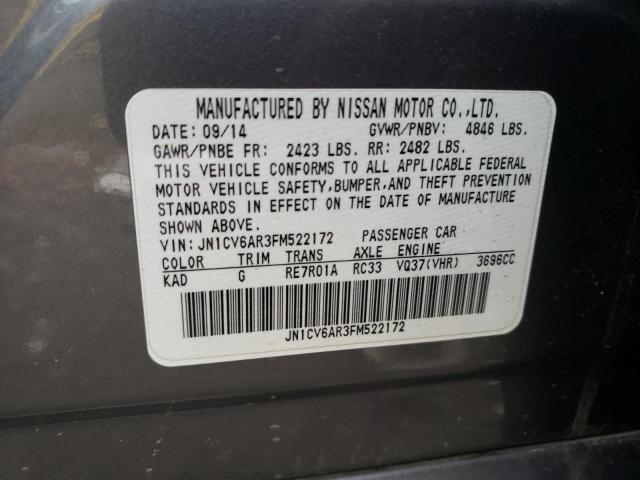 MANUFACTURED BY NISSAN MOTOR CO.,LTD.
DATE: 09/14 GVWR/PNBV: 4846 LBS.
GAWR/PNBE FR: 2423 LBS. RR: 2482 LBS.
THIS VEHICLE CONFORMS TO ALL APPLICABLE FEDERAL
MOTOR VEHICLE SAFETY,BUMPER,AND THEFT PREVENTION
STANDARDS IN EFFECT ON THE DATE OF MANUFACTURE
SHOWN ABOVE.
VIN: JN1CV6AR3FM522172 PASSENGER CAR
COLOR TRIM TRANS AXLE ENGINE
KAD G RE7R01A RC33 VQ37(VHR) 3696CC
JN1CV6AR3FM522172